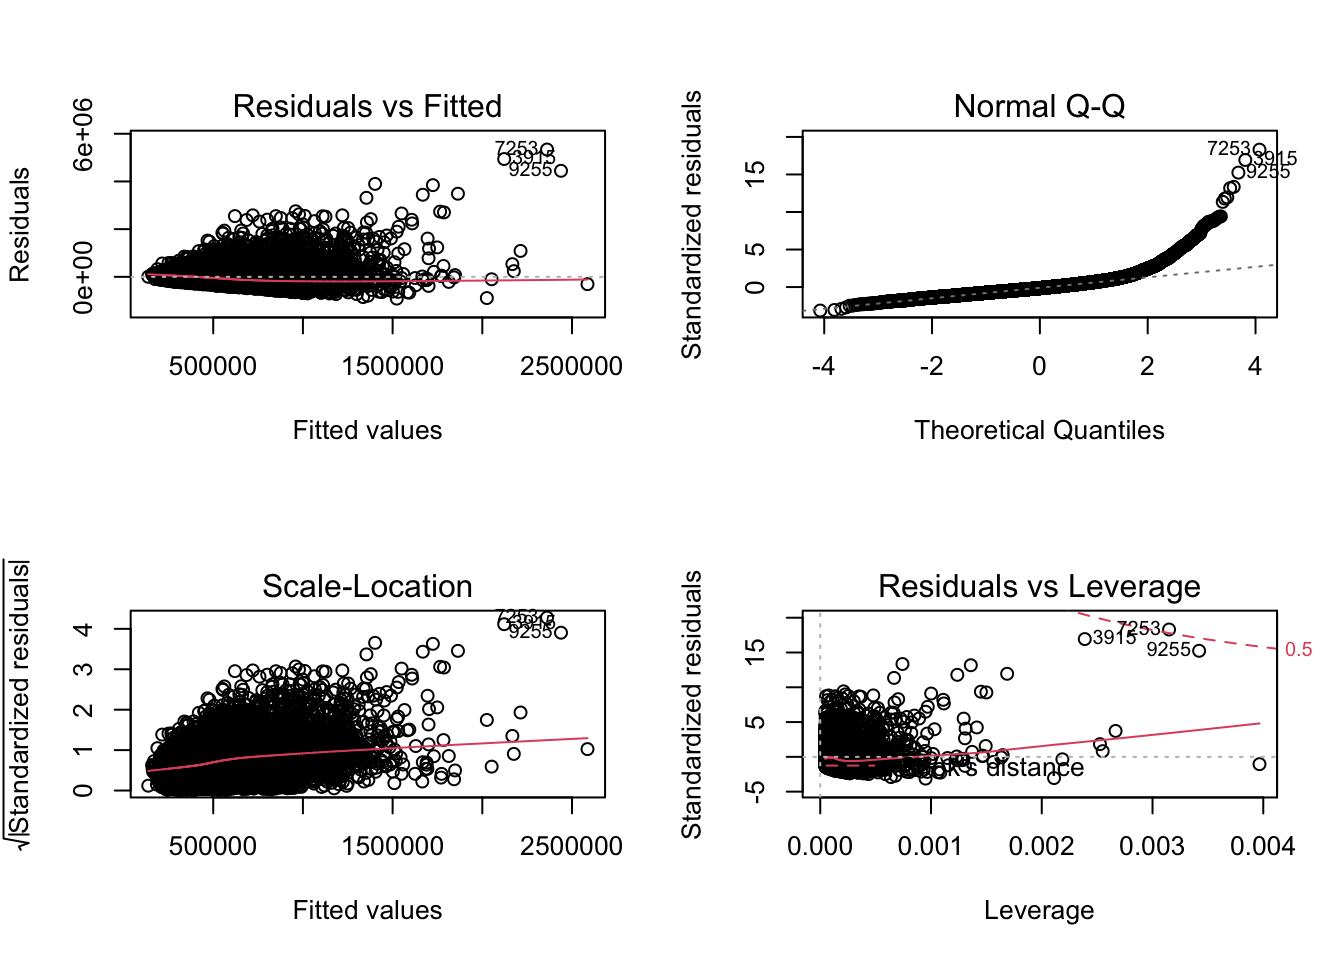 Residuals vs Fitted
Residuals
0e+00
6e+06
7253
3915
9255
500000 1500000 2500000
Fitted values
Normal Q-Q
Standardized residuals
0
5
15
7253
3915
9255
-4 -2 0 2 4
Theoretical Quantiles
Scale-Location
√|Standardized residuals|
0
1
2
3
4
7253
3915
9255
500000 1500000 2500000
Fitted values
Residuals vs Leverage
Standardized residuals
-5
5
15
7253
3915
9255
0.5
distance
0.000 0.001 0.002 0.003 0.004
Leverage